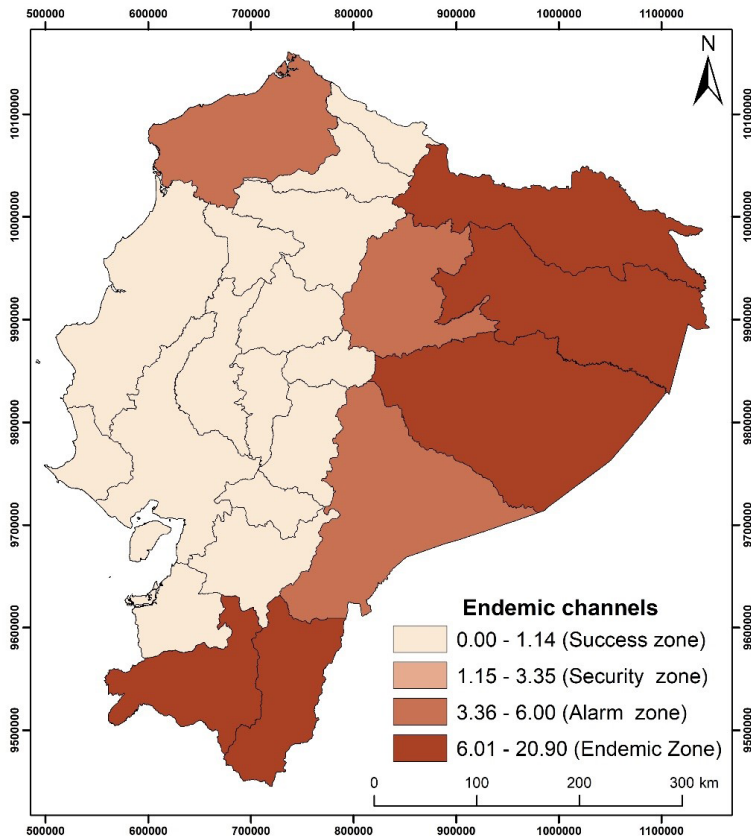 500000 600000 700000 800000 900000 1000000 1100000
N
10100000 10100000
10000000 10000000
9900000 9900000
9800000 9800000
9700000 9700000
9600000 9600000
9500000 9500000
Endemic channels
0.00 - 1.14 (Success zone)
1.15 - 3.35 (Security zone)
3.36 - 6.00 (Alarm zone)
6.01 - 20.90 (Endemic Zone)
0 100 200 300 km
500000 600000 700000 800000 900000 1000000 1100000